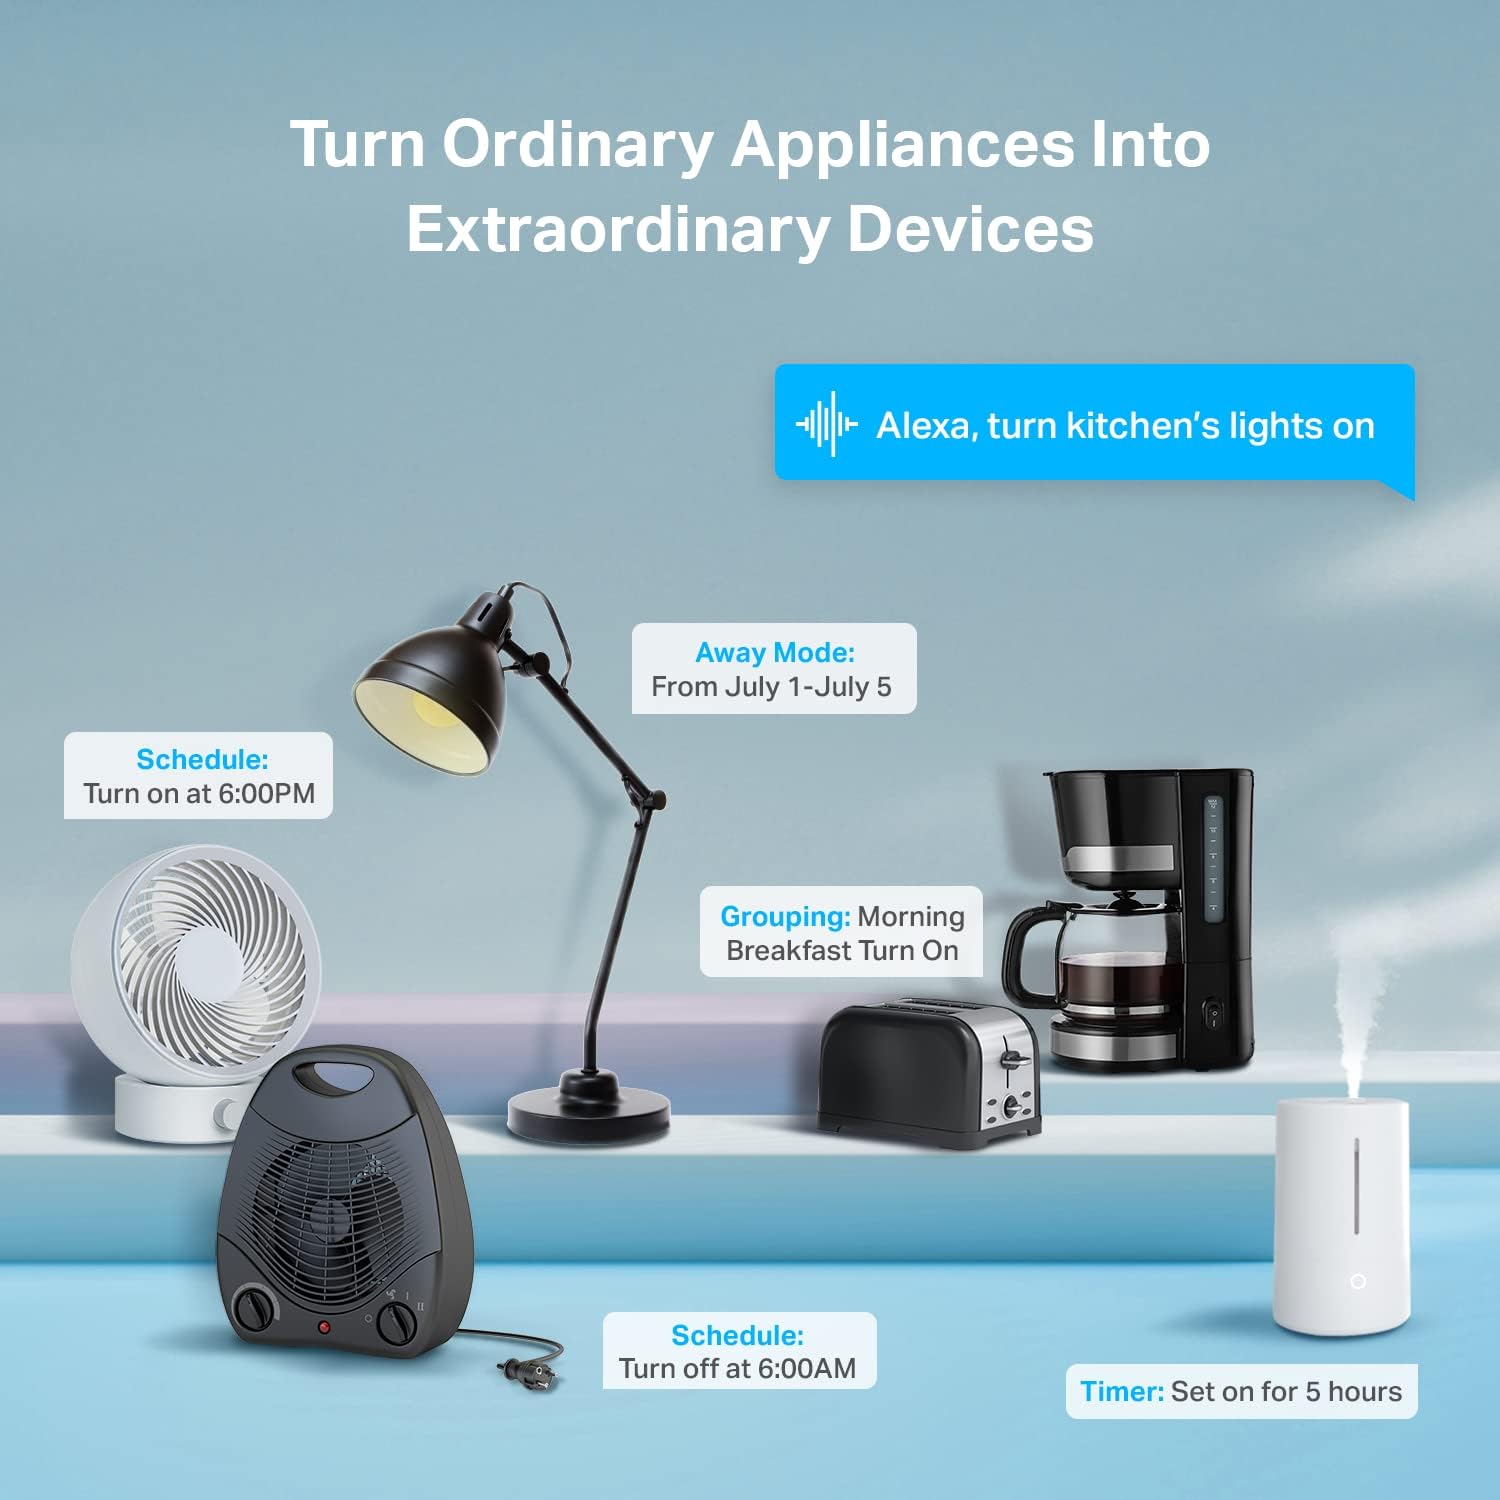 Turn Ordinary Appliances Into
Extraordinary Devices
Alexa, turn kitchen's lights on
Away Mode:
From July 1-July 5
Schedule:
Turn on at 6:00PM
Grouping: Morning
Breakfast Turn On
Schedule:
Turn off at 6:00AM
Timer: Set on for 5 hours